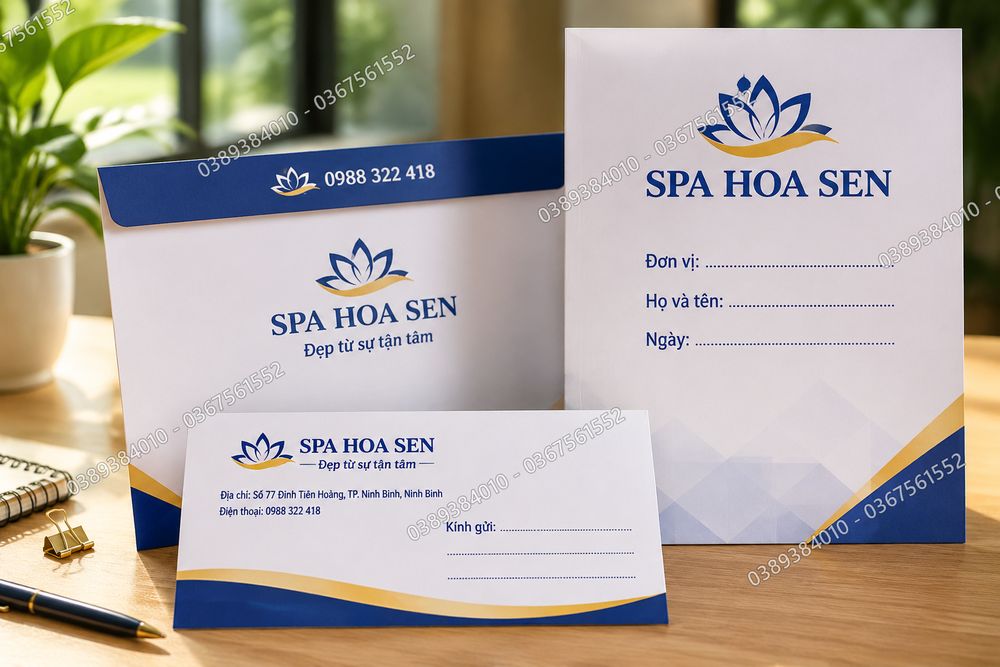 0988 322 418
SPA HOA SEN
Đẹp từ sự tận tâm
SPA HOA SEN
Đơn vị:
Họ và tên:
Ngày:
SPA HOA SEN
Đẹp từ sự tận tâm
Địa chỉ: Số 77 Đinh Tiên Hoàng, TP. Ninh Bình, Ninh Bình
Điện thoại: 0988 322 418
Kính gửi:
0367561552
0389384010 - 0367561552
0389384010 - 0367561552
0389384010
0389384010 - 0367561552
0389384010 - 0367561552
0389384010 - 0367561552